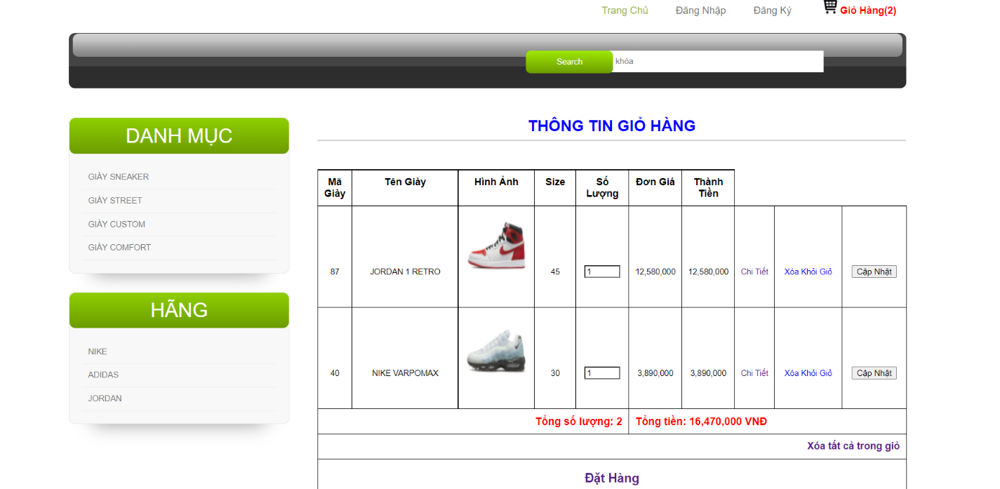 Trang Chủ Đăng Nhập Đăng Ký Giỏ Hàng(2)
Search khóa
DANH MỤC
GIÀY SNEAKER
GIÀY STREET
GIÀY CUSTOM
GIÀY COMFORT
HÃNG
NIKE
ADIDAS
JORDAN
THÔNG TIN GIỎ HÀNG
Mã Tên Giày Hình Ảnh Size Số Đơn Giá Thành
Giày Lượng Tiền
87 JORDAN 1 RETRO 45 1 12,580,000 12,580,000 Chi Tiết Xóa Khỏi Giỏ Cập Nhật
40 NIKE VARPOMAX 30 1 3,890,000 3,890,000 Chi Tiết Xóa Khỏi Giỏ Cập Nhật
Tổng số lượng: 2 Tổng tiền: 16,470,000 VNĐ
Xóa tất cả trong giỏ
Đặt Hàng